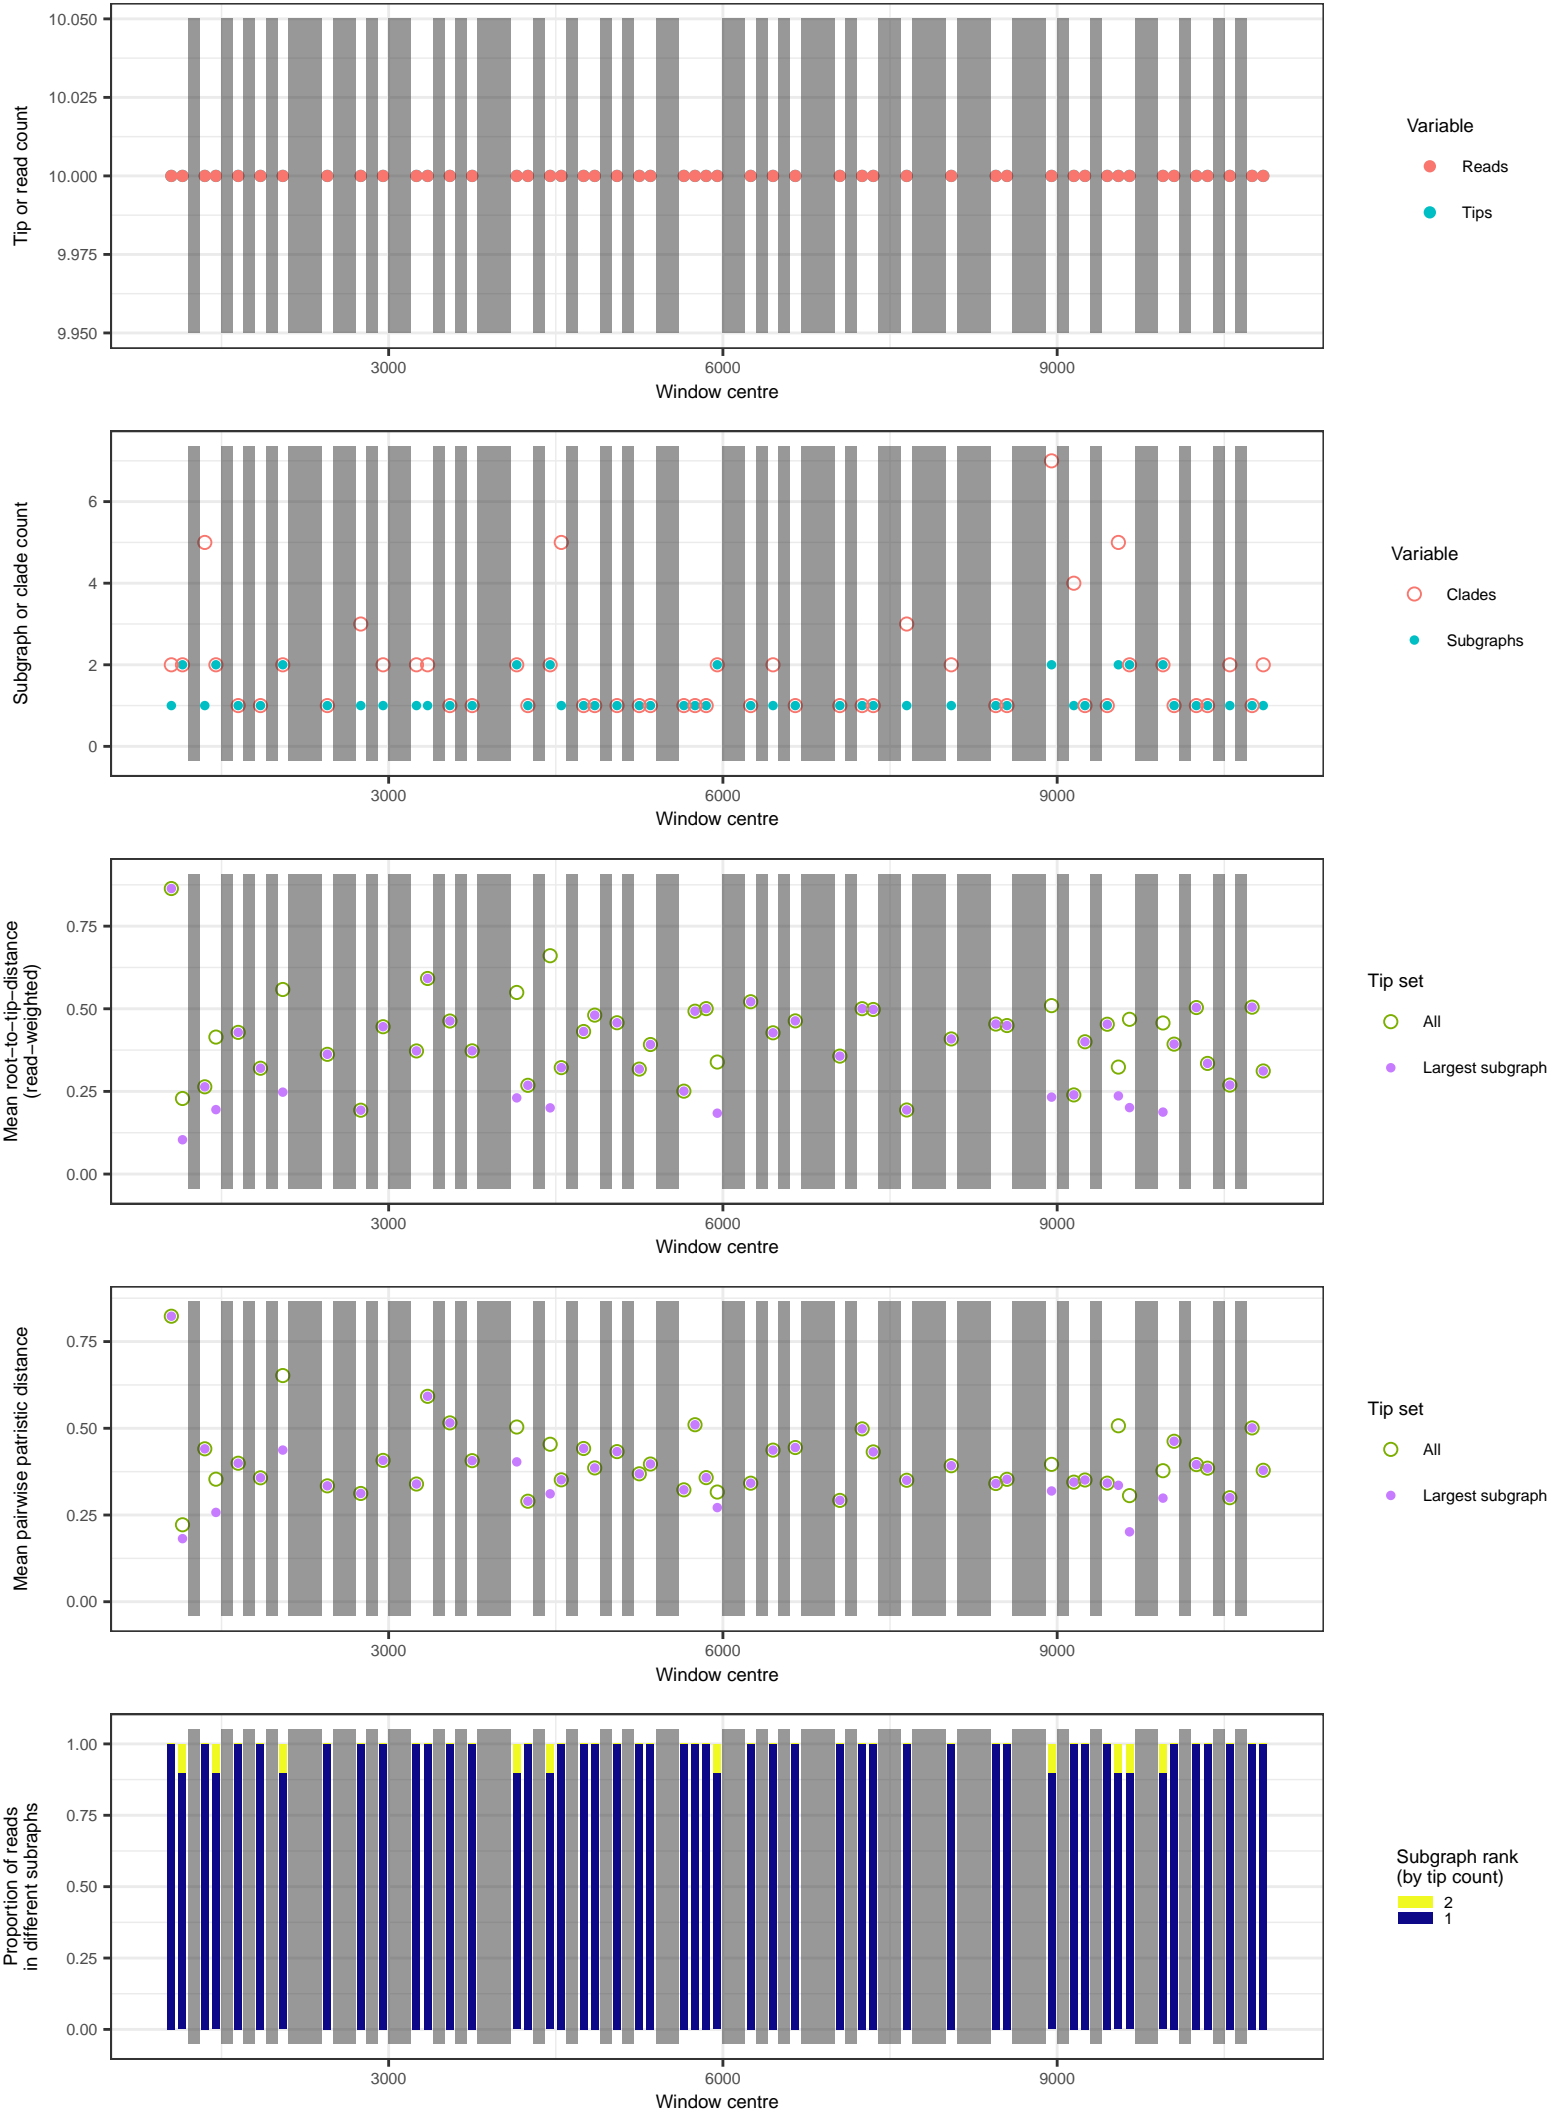 10.050
10.025
10.000
9.975
9.950
Tip or read count
3000
6000
9000
Window centre
Variable
Reads
Tips
6
4
2
0
Subgraph or clade count
3000
6000
9000
Window centre
Variable
Clades
Subgraphs
0.75
0.50
0.25
0.00
Mean root−to−tip−distance
(read−weighted)
3000
6000
9000
Window centre
Tip set
All
Largest subgraph
0.75
0.50
0.25
0.00
Mean pairwise patristic distance
3000
6000
9000
Window centre
Tip set
All
Largest subgraph
1.00
0.75
0.50
0.25
0.00
Proportion of reads
in different subraphs
3000
6000
9000
Window centre
Subgraph rank
(by tip count)
2
1